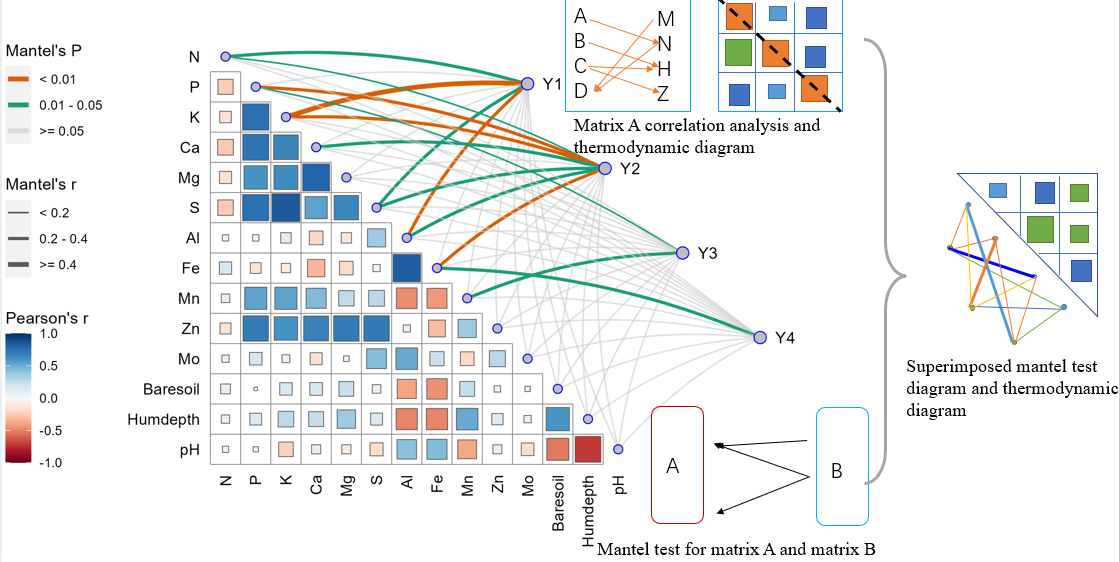 Mantel's P
< 0.01
0.01 - 0.05
>= 0.05
Mantel's r
< 0.2
0.2 - 0.4
>= 0.4
Pearson's r
1.0
0.5
0.0
-0.5
-1.0
N
P
K
Ca
Mg
S
Al
Fe
Mn
Zn
Mo
Baresoil
Humdepth
pH
N
P
K
Ca
Mg
S
Al
Fe
Mn
Zn
Mo
Baresoil
Humdepth
pH
Y1
Y2
Y3
Y4
A M
B N
C H
D Z
Matrix A correlation analysis and
thermodynamic diagram
A
B
Mantel test for matrix A and matrix B
Superimposed mantel test
diagram and thermodynamic
diagram